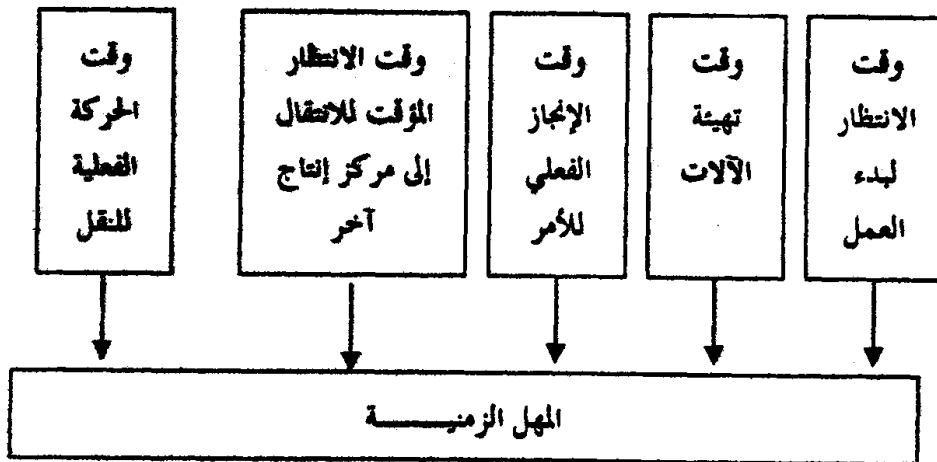 وقت
الانتظار
لبدء
العمل
وقت
تهيئة
الآلات
وقت
الإنجاز
الفعلي
للأمر
وقت الانتظار
المؤقت للانتقال
إلى مركز إنتاج
آخر
وقت
الحركة
الفعلية
للنقل
المهل الزمنيـــــــة